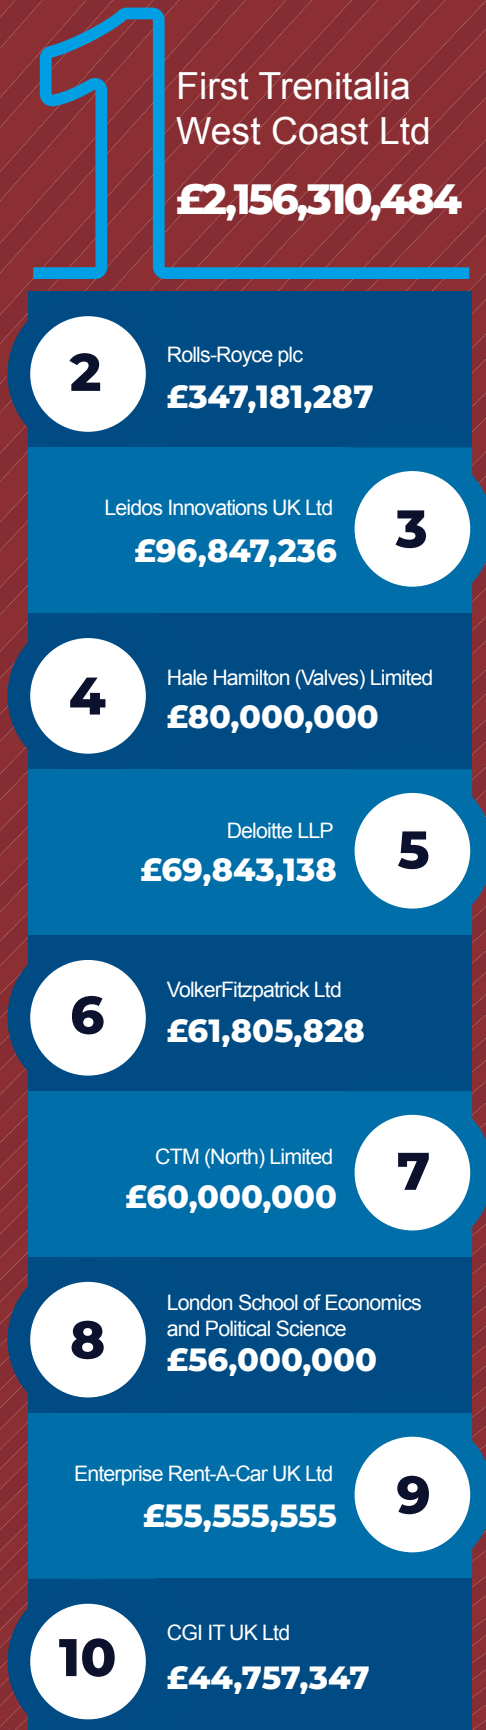 1
First Trenitalia
West Coast Ltd
£2,156,310,484
2
Rolls-Royce plc
£347,181,287
Leidos Innovations UK Ltd
£96,847,236
3
4
Hale Hamilton (Valves) Limited
£80,000,000
Deloitte LLP
£69,843,138
5
6
VolkerFitzpatrick Ltd
£61,805,828
CTM (North) Limited
£60,000,000
7
8
London School of Economics
and Political Science
£56,000,000
Enterprise Rent-A-Car UK Ltd
£55,555,555
9
10
CGI IT UK Ltd
£44,757,347